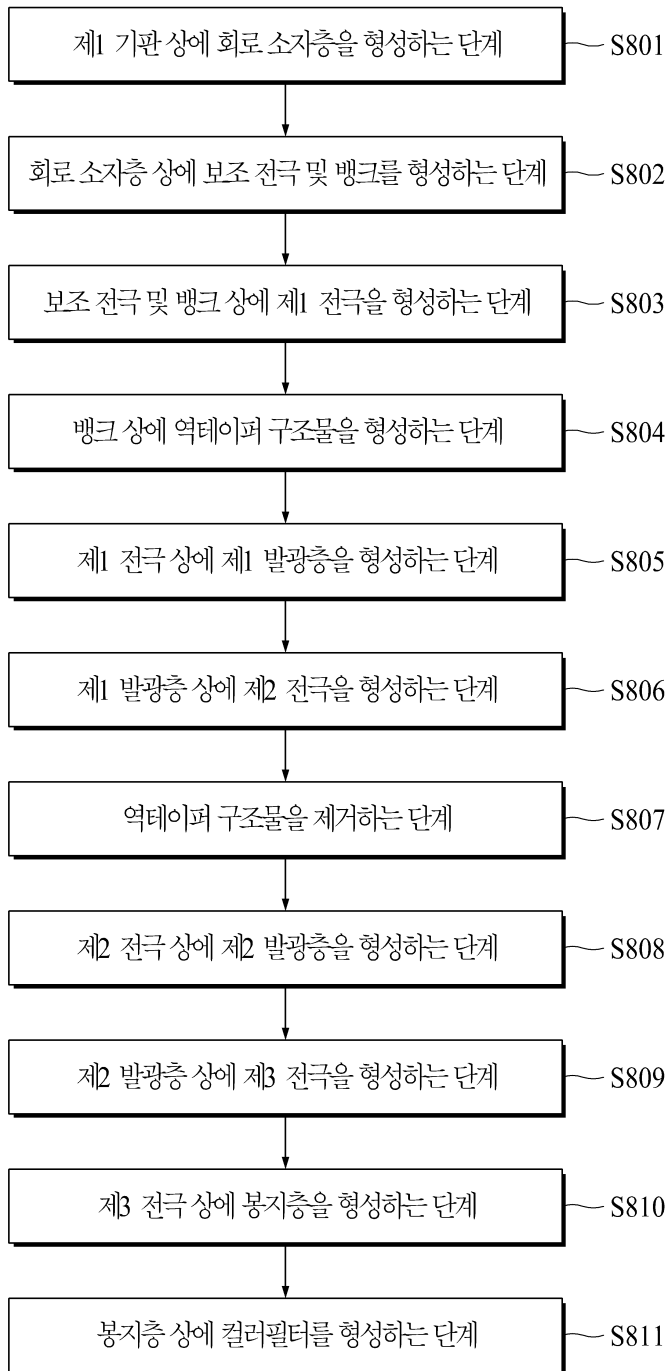 제1 기판 상에 회로 소자층을 형성하는 단계 S801
회로 소자층 상에 보조 전극 및 뱅크를 형성하는 단계 S802
보조 전극 및 뱅크 상에 제1 전극을 형성하는 단계 S803
뱅크 상에 역테이퍼 구조물을 형성하는 단계 S804
제1 전극 상에 제1 발광층을 형성하는 단계 S805
제1 발광층 상에 제2 전극을 형성하는 단계 S806
역테이퍼 구조물을 제거하는 단계 S807
제2 전극 상에 제2 발광층을 형성하는 단계 S808
제2 발광층 상에 제3 전극을 형성하는 단계 S809
제3 전극 상에 봉지층을 형성하는 단계 S810
봉지층 상에 컬러필터를 형성하는 단계 S811